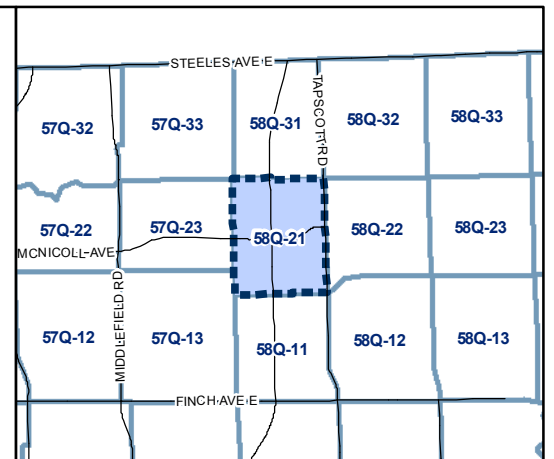 STEELES AVE E
TAPSCOTT RD
57Q-32
57Q-33
58Q-31
58Q-32
58Q-33
57Q-22
57Q-23
58Q-21
58Q-22
58Q-23
MCNICOLL AVE
MIDDLEFIELD RD
57Q-12
57Q-13
58Q-11
58Q-12
58Q-13
FINCH AVE E